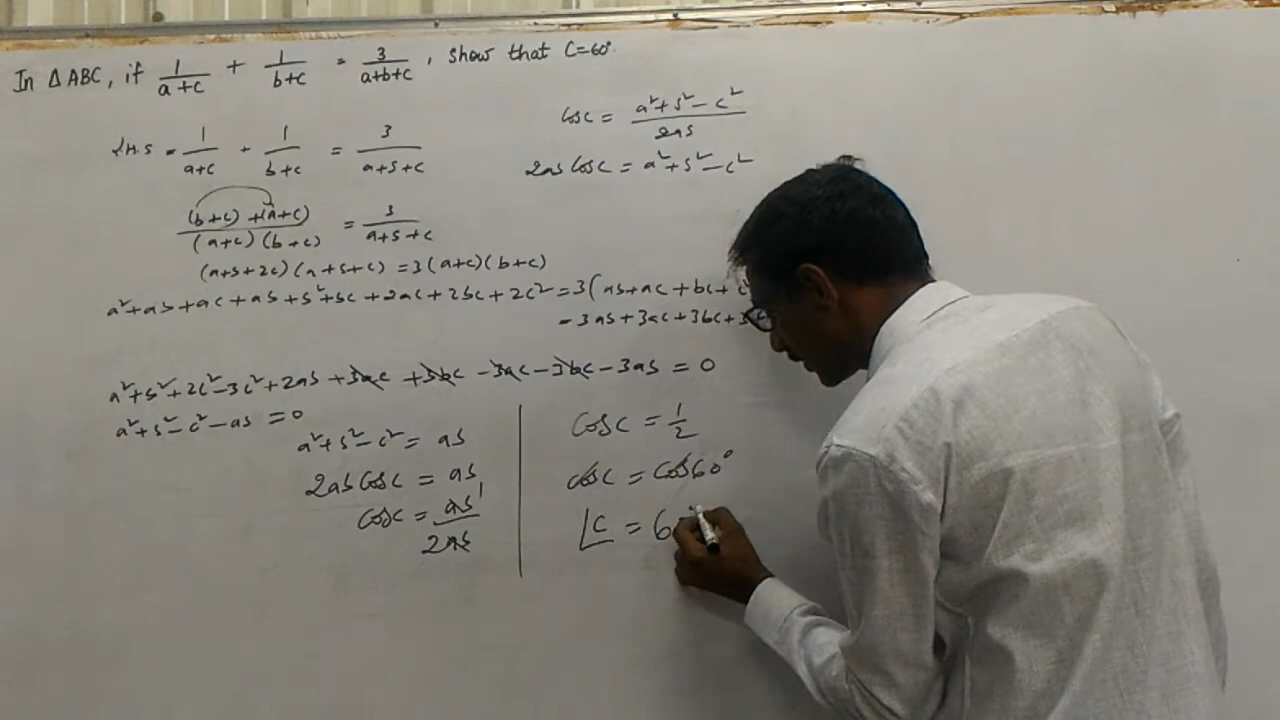 In Δ ABC, if 1/(a+c) + 1/(b+c) = 3/(a+b+c), show that C=60°.
L.H.S = 1/(a+c) + 1/(b+c) = 3/(a+b+c)
((b+c) + (a+c))/((a+c)(b+c)) = 3/(a+b+c)
(a+b+2c)(a+b+c) = 3(a+c)(b+c)
a²+ab+ac+ab+b²+bc+2ac+2bc+2c² = 3(ab+ac+bc+c
= 3ab+3ac+3bc+3
a²+b²+2c²-3c²+2ab+3ac+3bc-3ac-3bc-3ab = 0
a²+b²-c²-ab = 0
a²+b²-c² = ab
2ab cosc = ab
cosc = ab 1/2ab
cosc = (a²+b²-c²)/2ab
2ab cosc = a²+b²-c²
cosc = 1/2
cosc = cos60°
∠C = 6